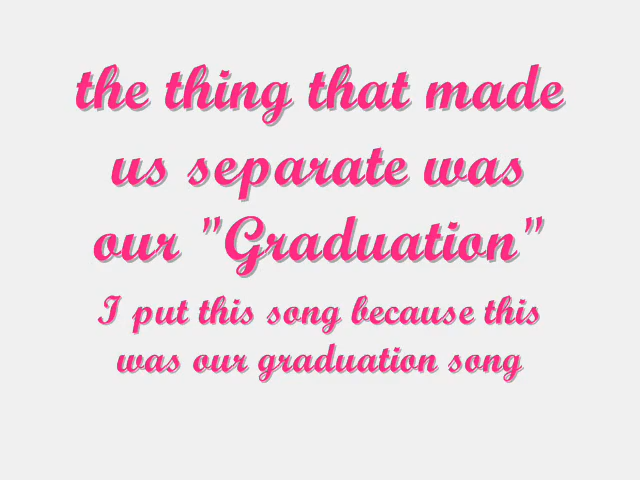 the thing that made
us separate was
our "Graduation"
I put this song because this
was our graduation song